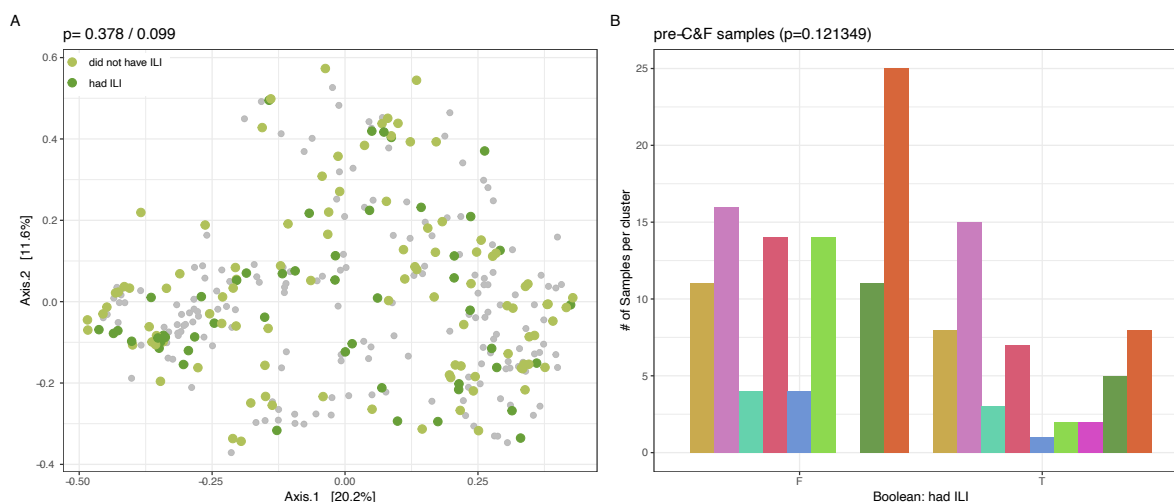 A
p= 0.378 / 0.099
did not have ILI
had ILI
0.6
0.4
0.2
0.0
-0.2
-0.4
Axis.2 [11.6%]
-0.50
-0.25
0.00
0.25
Axis.1 [20.2%]
B
pre-C&F samples (p=0.121349)
25
20
15
10
5
0
# of Samples per cluster
F
T
Boolean: had ILI